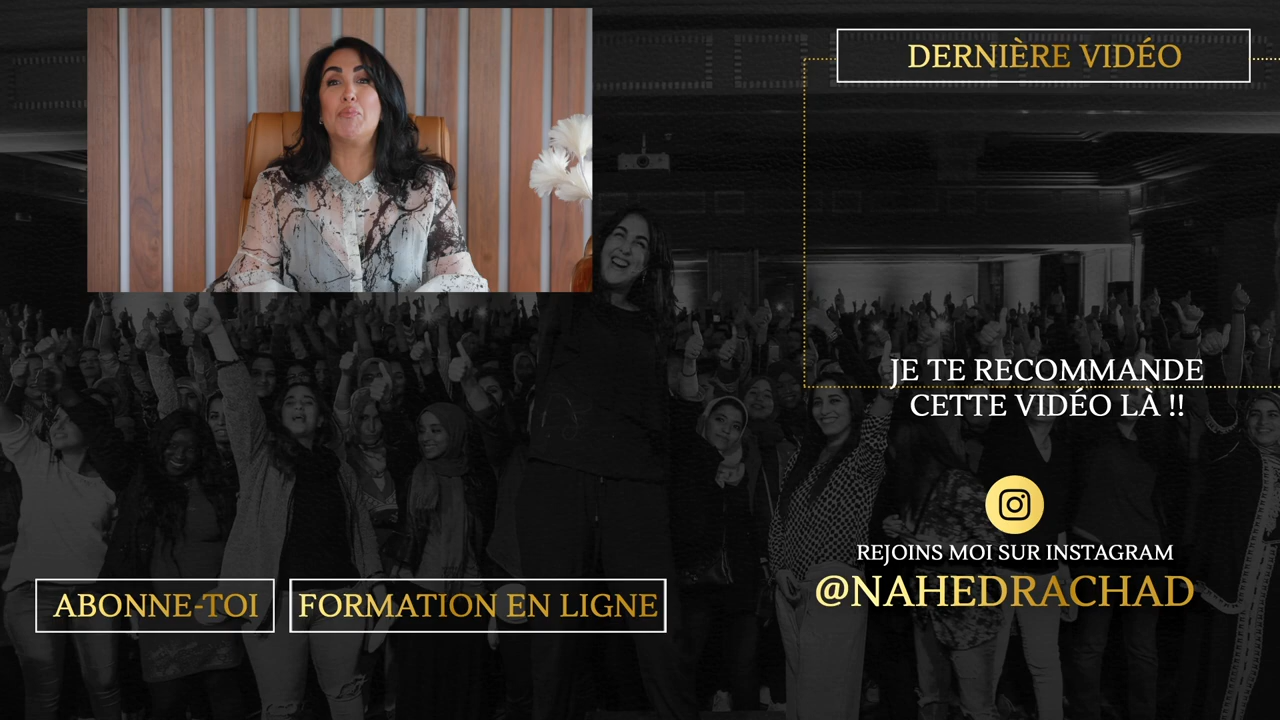 DERNIÈRE VIDÉO
JE TE RECOMMANDE
CETTE VIDÉO LÀ !!
REJOINS MOI SUR INSTAGRAM
@NAHEDRACHAD
ABONNE-TOI
FORMATION EN LIGNE